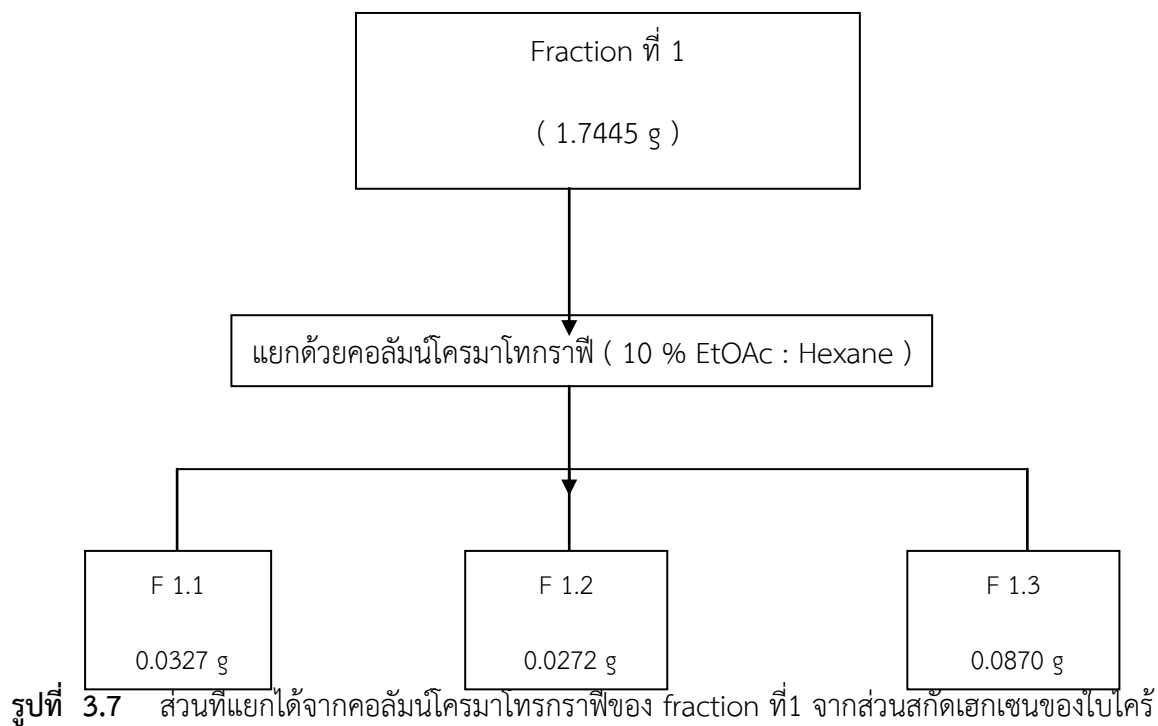 Fraction ที่ 1
( 1.7445 g )
แยกด้วยคอลัมน์โครมาโทกราฟี ( 10 % EtOAc : Hexane )
F 1.1
0.0327 g
F 1.2
0.0272 g
F 1.3
0.0870 g
รูปที่ 3.7 ส่วนที่แยกได้จากคอลัมน์โครมาโทรกราฟีของ fraction ที่1 จากส่วนสกัดเฮกเซนของใบไคร้